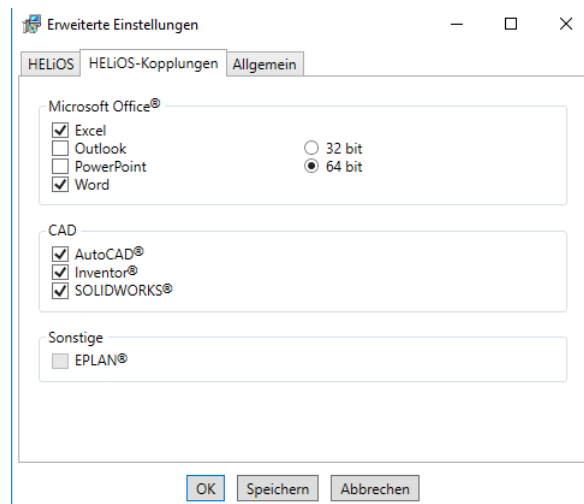 Erweiterte Einstellungen
HELiOS HELiOS-Kopplungen Allgemein
Microsoft Office®
Excel
Outlook 32 bit
PowerPoint 64 bit
Word
CAD
AutoCAD®
Inventor®
SOLIDWORKS®
Sonstige
EPLAN®
OK Speichern Abbrechen